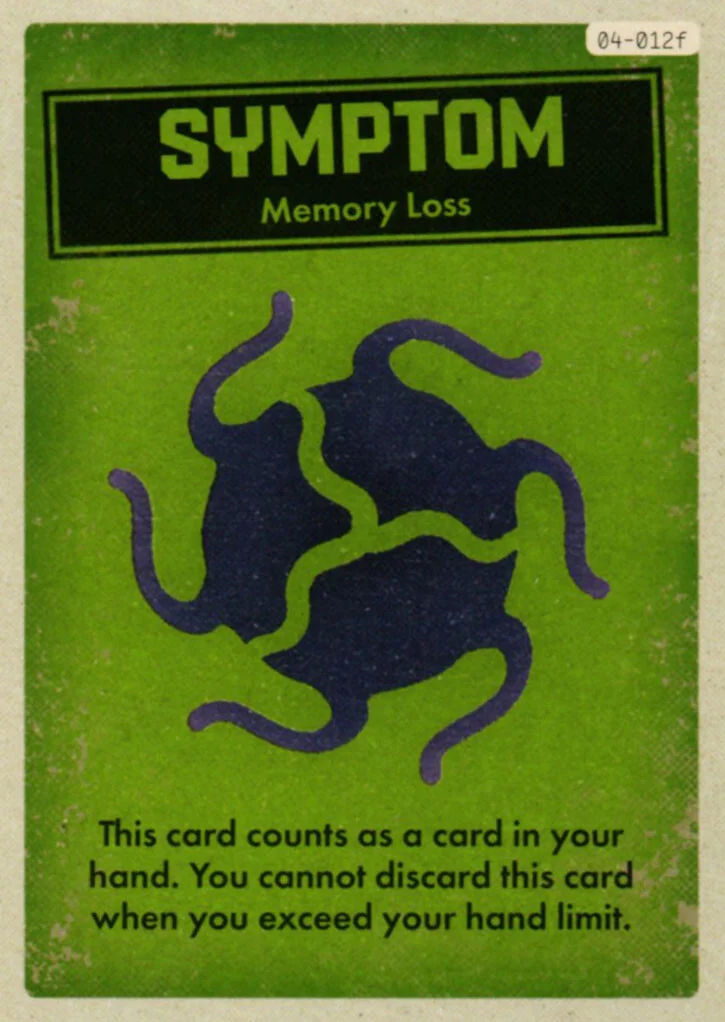 04-012f
SYMPTOM
Memory Loss
This card counts as a card in your
hand. You cannot discard this card
when you exceed your hand limit.